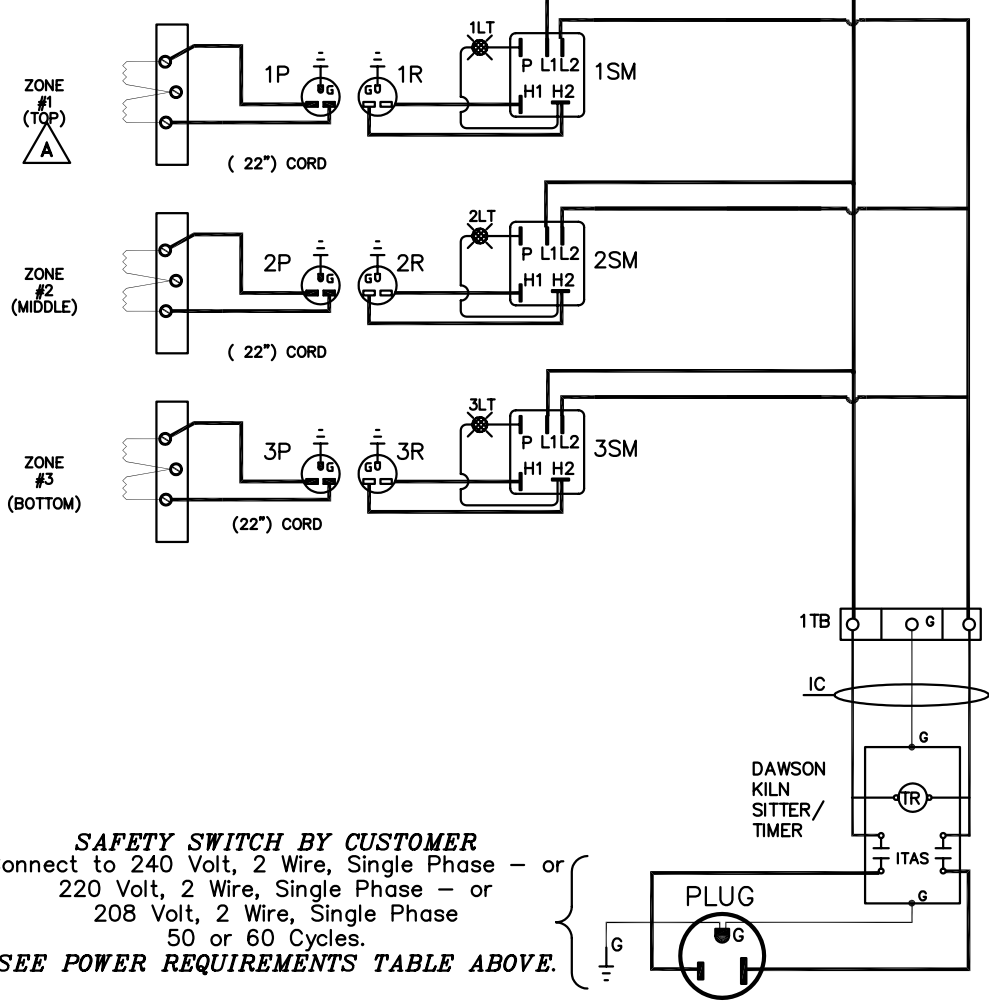 1LT
P L1 L2
1SM
H1 H2
1P
G
G
1R
ZONE
#1
(TOP)
A
( 22") CORD
2LT
P L1 L2
2SM
H1 H2
2P
G
G
2R
ZONE
#2
(MIDDLE)
( 22") CORD
3LT
P L1 L2
3SM
H1 H2
3P
G
G
3R
ZONE
#3
(BOTTOM)
(22") CORD
1TB
G
IC
G
DAWSON
KILN
SITTER/
TIMER
TR
ITAS
G
SAFETY SWITCH BY CUSTOMER
onnect to 240 Volt, 2 Wire, Single Phase – or
220 Volt, 2 Wire, Single Phase – or
208 Volt, 2 Wire, Single Phase
50 or 60 Cycles.
SEE POWER REQUIREMENTS TABLE ABOVE.
PLUG
G
G